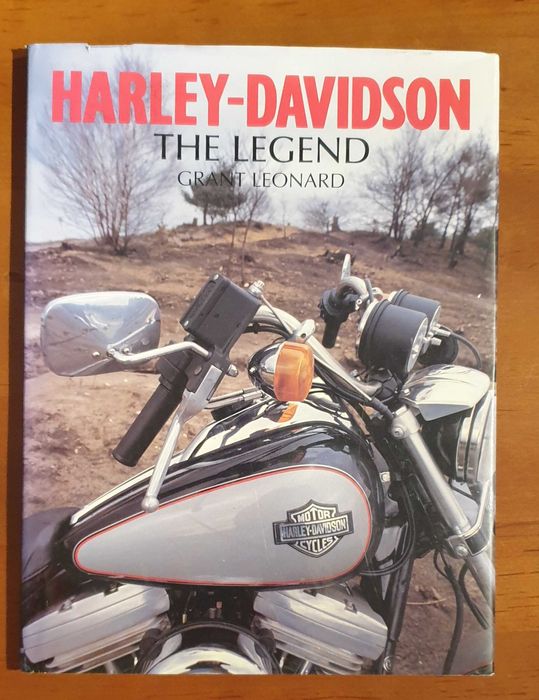 HARLEY-DAVIDSON
THE LEGEND
GRANT LEONARD
MOTOR
HARLEY-DAVIDSON
CYCLES